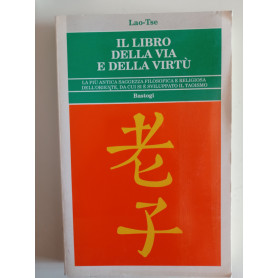 Lao-Tse
IL LIBRO
DELLA VIA
E DELLA VIRTÙ
LA PIÙ ANTICA SAGGEZZA FILOSOFICA E RELIGIOSA
DELL'ORIENTE, DA CUI SI È SVILUPPATO IL TAOISMO
Bastogi
老
子